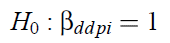 H₀ : β_ddpi = 1